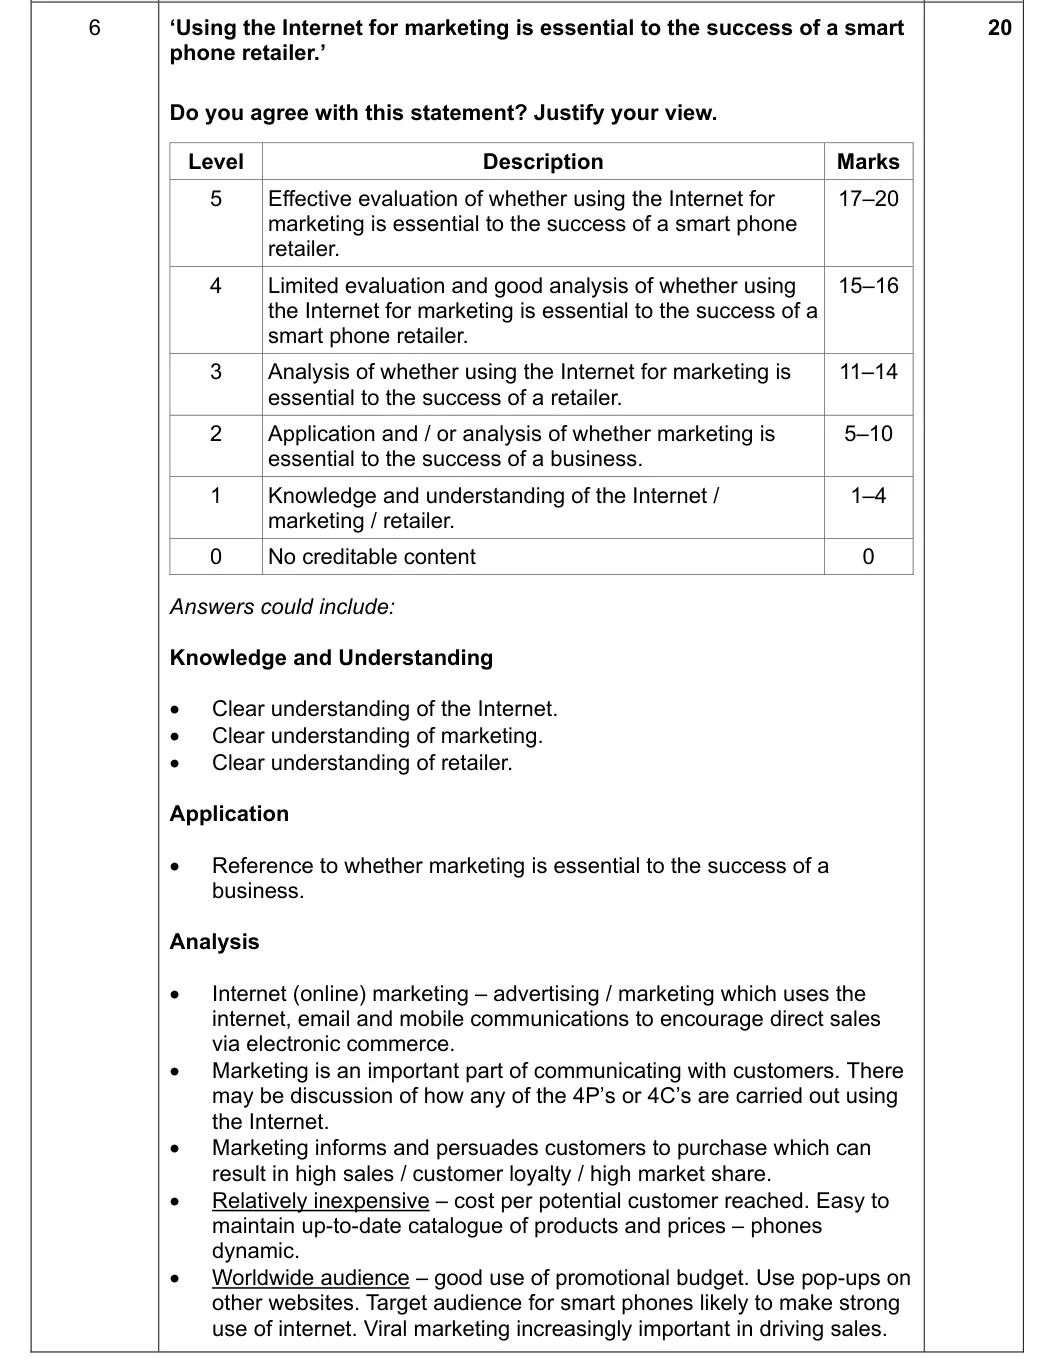 6 ‘Using the Internet for marketing is essential to the success of a smart 20
phone retailer.’
Do you agree with this statement? Justify your view.
Level Description Marks
5 Effective evaluation of whether using the Internet for 17–20
marketing is essential to the success of a smart phone
retailer.
4 Limited evaluation and good analysis of whether using 15–16
the Internet for marketing is essential to the success of a
smart phone retailer.
3 Analysis of whether using the Internet for marketing is 11–14
essential to the success of a retailer.
2 Application and / or analysis of whether marketing is 5–10
essential to the success of a business.
1 Knowledge and understanding of the Internet / 1–4
marketing / retailer.
0 No creditable content 0
Answers could include:
Knowledge and Understanding
• Clear understanding of the Internet.
• Clear understanding of marketing.
• Clear understanding of retailer.
Application
• Reference to whether marketing is essential to the success of a
business.
Analysis
• Internet (online) marketing – advertising / marketing which uses the
internet, email and mobile communications to encourage direct sales
via electronic commerce.
• Marketing is an important part of communicating with customers. There
may be discussion of how any of the 4P’s or 4C’s are carried out using
the Internet.
• Marketing informs and persuades customers to purchase which can
result in high sales / customer loyalty / high market share.
• Relatively inexpensive – cost per potential customer reached. Easy to
maintain up-to-date catalogue of products and prices – phones
dynamic.
• Worldwide audience – good use of promotional budget. Use pop-ups on
other websites. Target audience for smart phones likely to make strong
use of internet. Viral marketing increasingly important in driving sales.